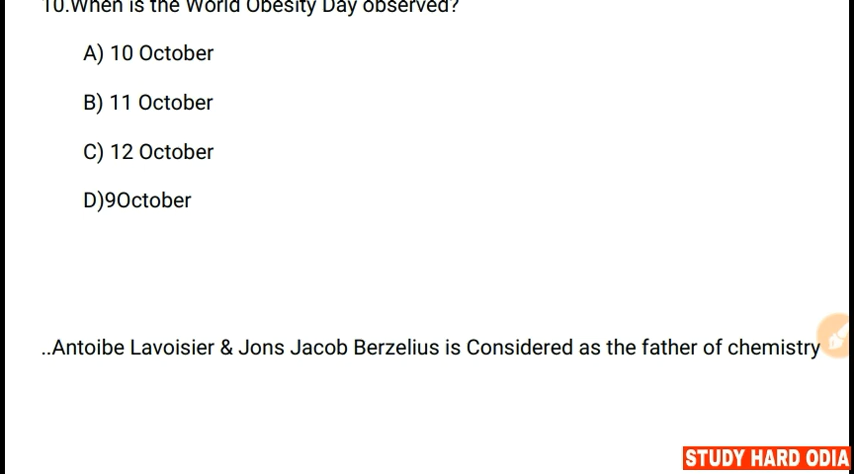 10.When is the World Obesity Day observed?
A) 10 October
B) 11 October
C) 12 October
D)9October
..Antoibe Lavoisier & Jons Jacob Berzelius is Considered as the father of chemistry
STUDY HARD ODIA